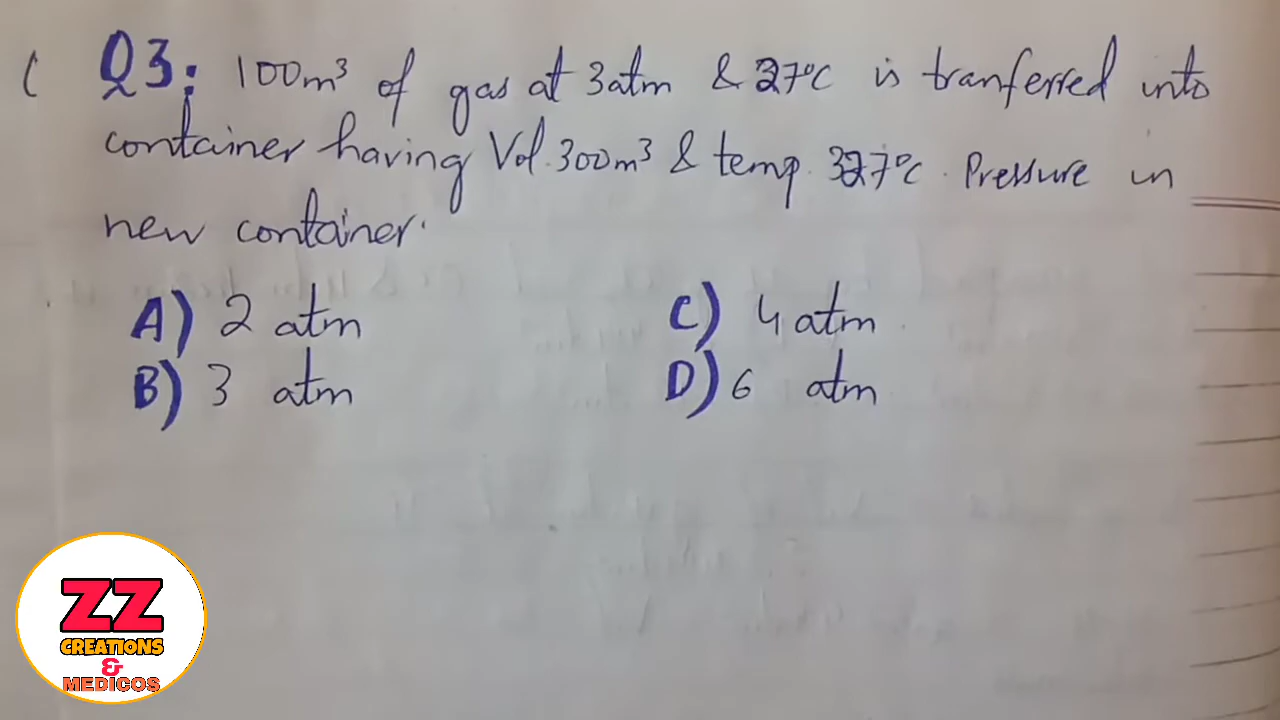 ( Q3: 100m³ of gas at 3atm & 27°C is tranferred into
container having Vol. 300m³ & temp. 327°C. Pressure in
new container.
A) 2 atm
C) 4 atm
B) 3 atm
D) 6 atm
ZZ
CREATIONS
&
MEDICOS